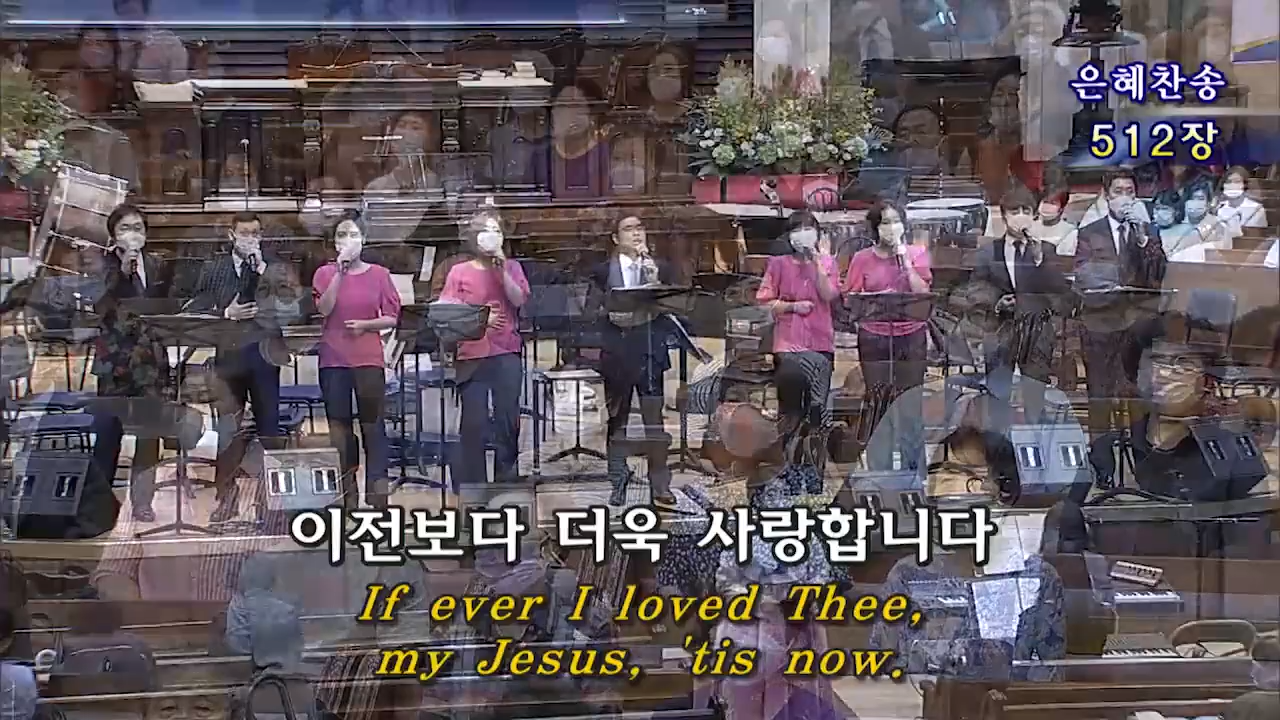 은혜찬송
512장
이전보다 더욱 사랑합니다
If ever I loved Thee,
my Jesus, 'tis now.